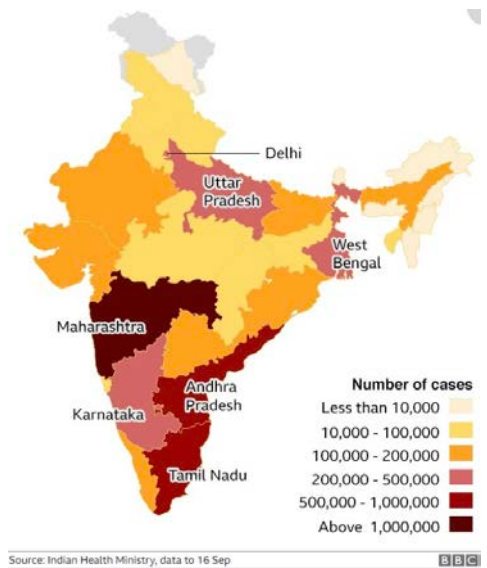 Delhi
Uttar
Pradesh
West
Bengal
Maharashtra
Andhra
Pradesh
Karnataka
Tamil Nadu
Number of cases
Less than 10,000
10,000 - 100,000
100,000 - 200,000
200,000 - 500,000
500,000 - 1,000,000
Above 1,000,000
Source: Indian Health Ministry, data to 16 Sep
BBC